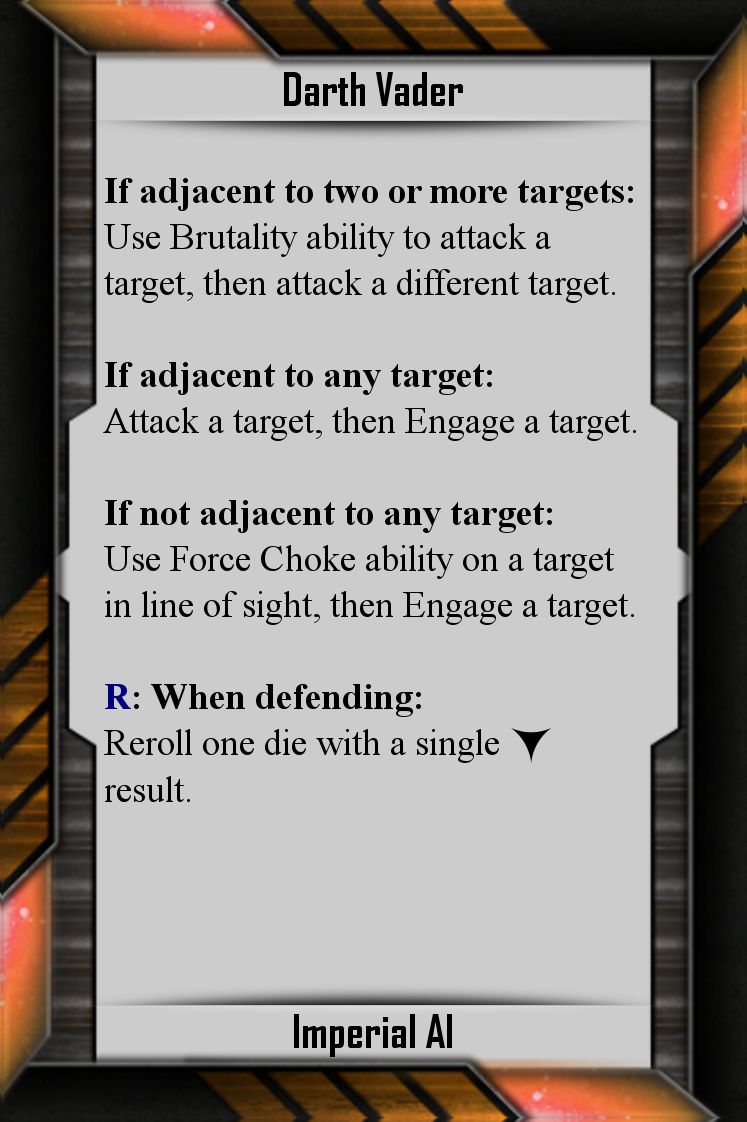 Darth Vader
If adjacent to two or more targets:
Use Brutality ability to attack a
target, then attack a different target.
If adjacent to any target:
Attack a target, then Engage a target.
If not adjacent to any target:
Use Force Choke ability on a target
in line of sight, then Engage a target.
R: When defending:
Reroll one die with a single
result.
Imperial AI